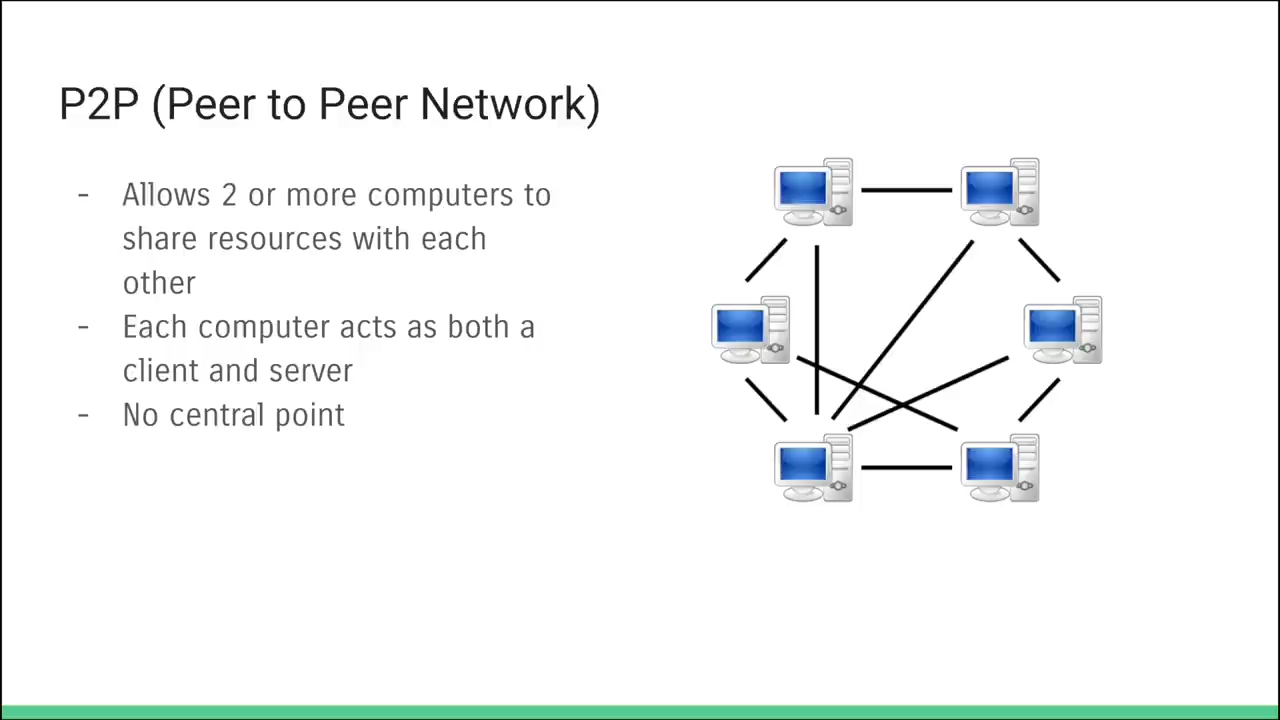 P2P (Peer to Peer Network)
- Allows 2 or more computers to
share resources with each
other
- Each computer acts as both a
client and server
- No central point